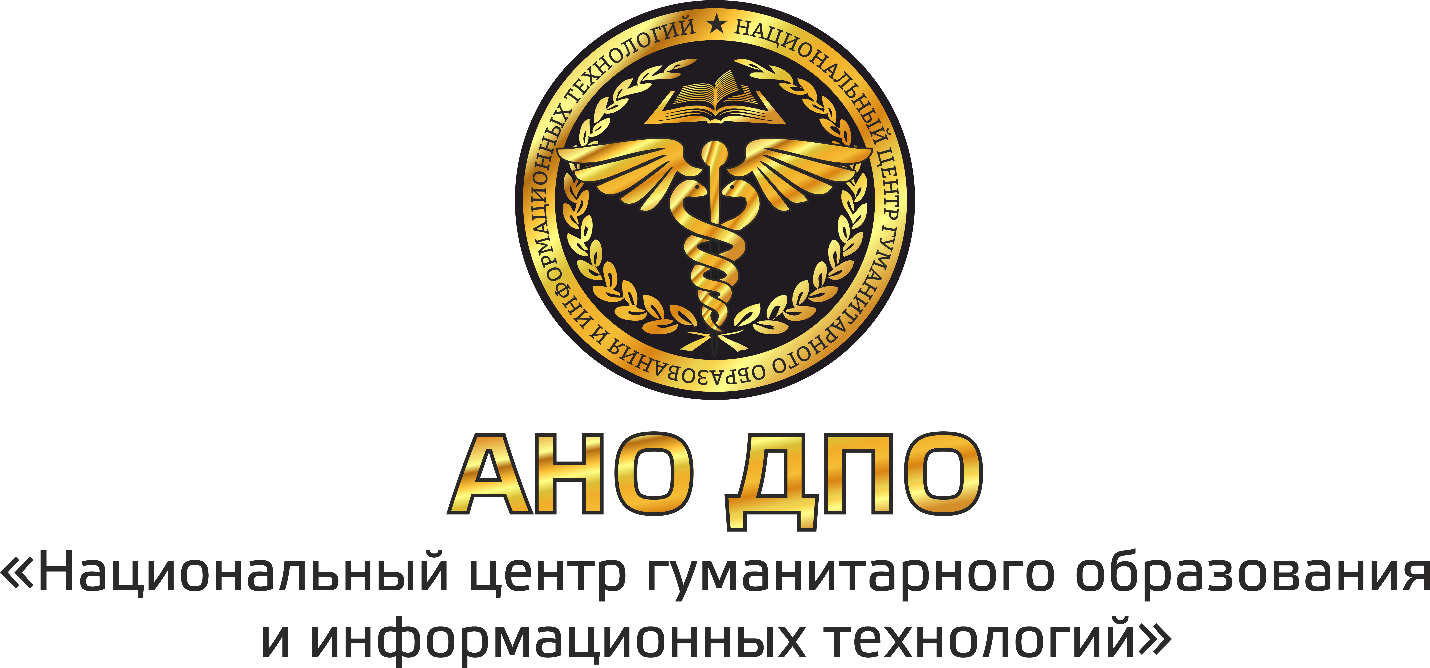 НАЦИОНАЛЬНЫЙ ЦЕНТР ГУМАНИТАРНОГО ОБРАЗОВАНИЯ И ИНФОРМАЦИОННЫХ ТЕХНОЛОГИЙ
АНО ДПО
«Национальный центр гуманитарного образования
и информационных технологий»